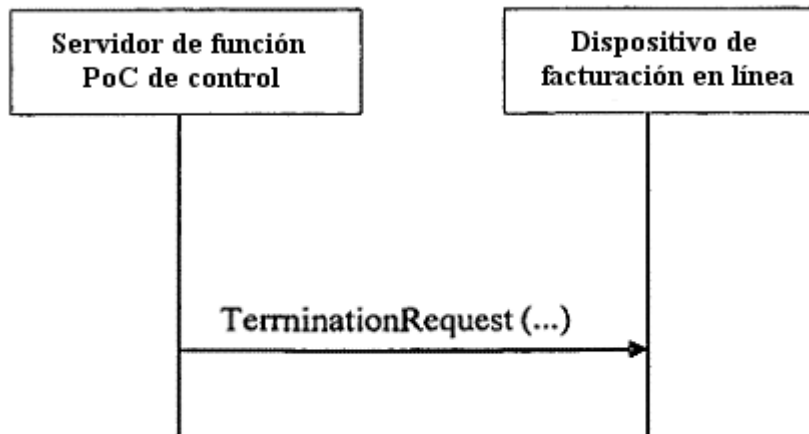 Servidor de función
PoC de control
Dispositivo de
facturación en línea
TerminationRequest (...)